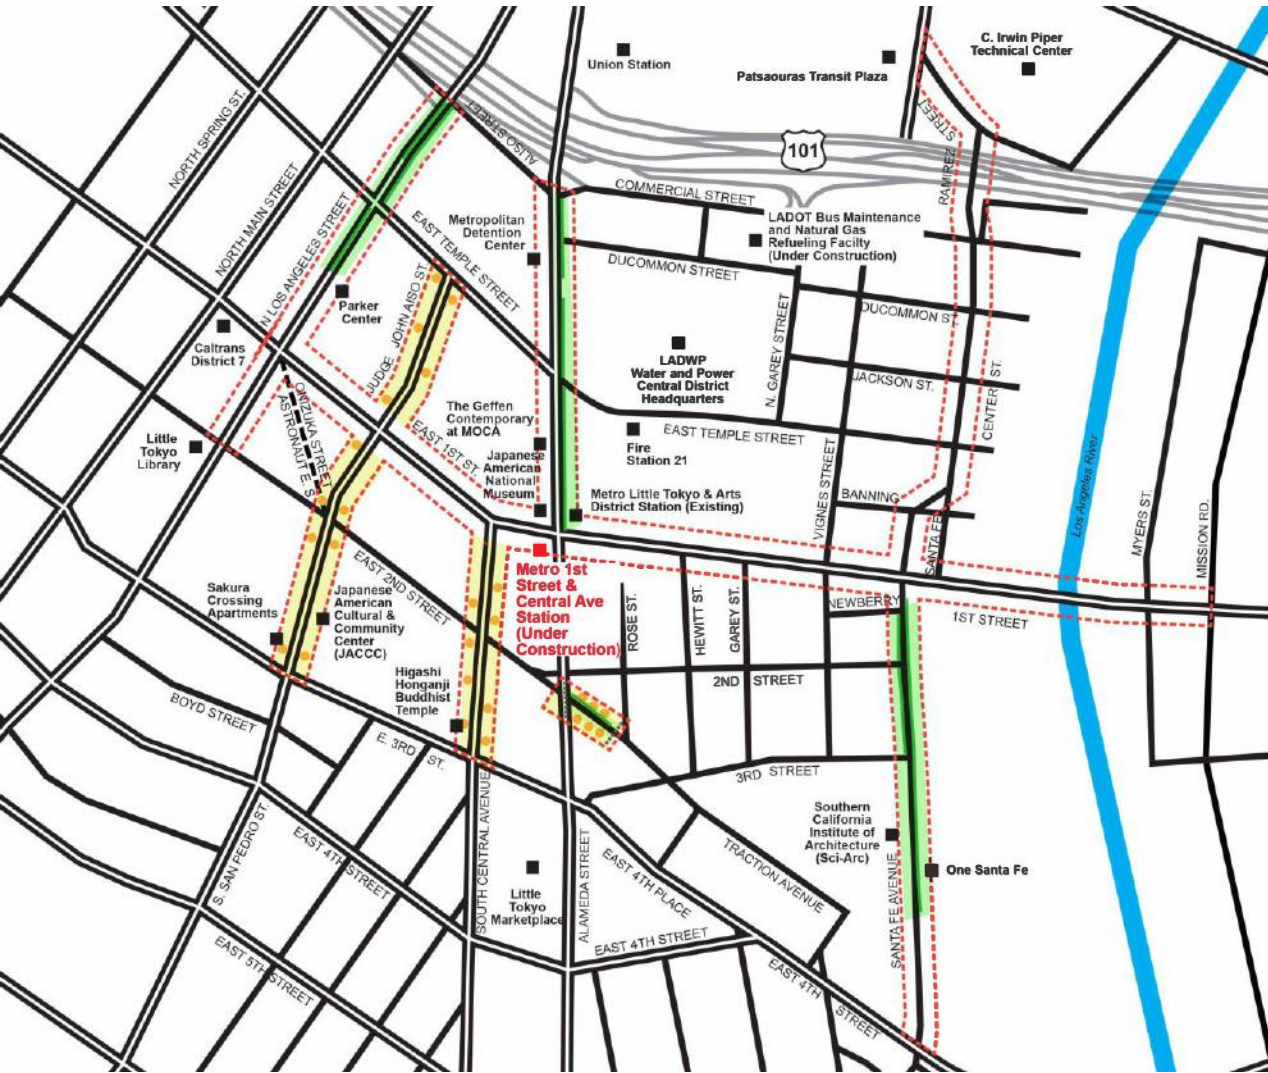 C. Irwin Piper
Technical Center
Union Station
Patsaouras Transit Plaza
NORTH SPRING ST.
ALISO STREET
RAMIREZ STREET
101
NORTH MAIN STREET
COMMERCIAL STREET
N LOS ANGELES STREET
EAST TEMPLE STREET
Metropolitan
Detention
Center
LADOT Bus Maintenance
and Natural Gas
Refueling Facilty
(Under Construction)
DUCOMMON STREET
JUDGE JOHN AISO ST.
Parker
Center
DUCOMMON ST.
N. GAREY STREET
Caltrans
District 7
LADWP
Water and Power
Central District
Headquarters
JACKSON ST.
CENTER ST.
ONIZUKA STREET
ASTRONAUT E. S
The Geffen
Contemporary
at MOCA
EAST 1ST ST.
EAST TEMPLE STREET
Little
Tokyo
Library
Fire
Station 21
Japanese
American
National
Museum
VIGNES STREET
Los Angeles River
Metro Little Tokyo & Arts
District Station (Existing)
BANNING
SANTA FE
MYERS ST.
MISSION RD.
EAST 2ND STREET
Metro 1st
Street &
Central Ave
Station
(Under
Construction)
Sakura
Crossing
Apartments
Japanese
American
Cultural &
Community
Center
(JACCC)
ROSE ST.
HEWITT ST.
GAREY ST.
NEWBERRY
1ST STREET
Higashi
Honganji
Buddhist
Temple
2ND STREET
BOYD STREET
E. 3RD ST.
3RD STREET
Southern
California
Institute of
Architecture
(Sci-Arc)
S. SAN PEDRO ST.
EAST 4TH STREET
SOUTH CENTRAL AVENUE
ALAMEDA STREET
EAST 4TH PLACE
TRACTION AVENUE
SANTA FE AVENUE
One Santa Fe
Little
Tokyo
Marketplace
EAST 4TH STREET
EAST 5TH STREET
EAST 4TH STREET